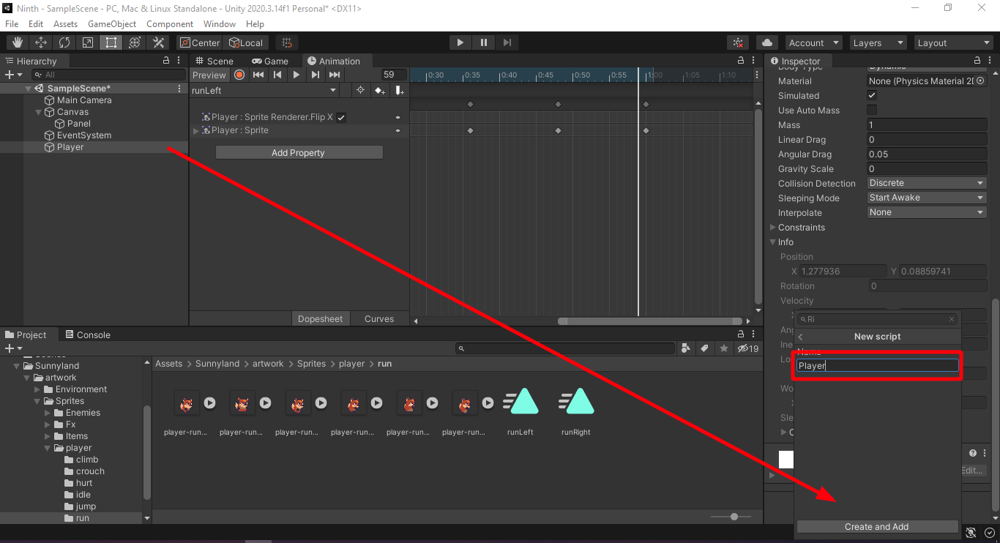 Ninth - SampleScene - PC, Mac & Linux Standalone - Unity 2020.3.14f1 Personal* <DX11>
File Edit Assets GameObject Component Window Help
Center Local Account Layers Layout
Hierarchy
All
SampleScene*
Main Camera
Canvas
Panel
EventSystem
Player
Scene Game Animation
Preview 59
runLeft
0:30 0:35 0:40 0:45 0:50 0:55 1:00 1:05 1:10
Player : Sprite Renderer.Flip X
Player : Sprite
Add Property
Dopesheet Curves
Inspector
Body Type Dynamic
Material None (Physics Material 2D
Simulated
Use Auto Mass
Mass 1
Linear Drag 0
Angular Drag 0.05
Gravity Scale 0
Collision Detection Discrete
Sleeping Mode Start Awake
Interpolate None
Constraints
Info
Position
X 1.277936 Y 0.08859741
Rotation 0
Velocity
Ri
New script
Name
Player
Create and Add
Edit...
Project Console
19
Sunnyland
artwork
Environment
Sprites
Enemies
Fx
Items
player
climb
crouch
hurt
idle
jump
run
Assets > Sunnyland > artwork > Sprites > player > run
player-run... player-run... player-run... player-run... player-run... player-run... runLeft runRight